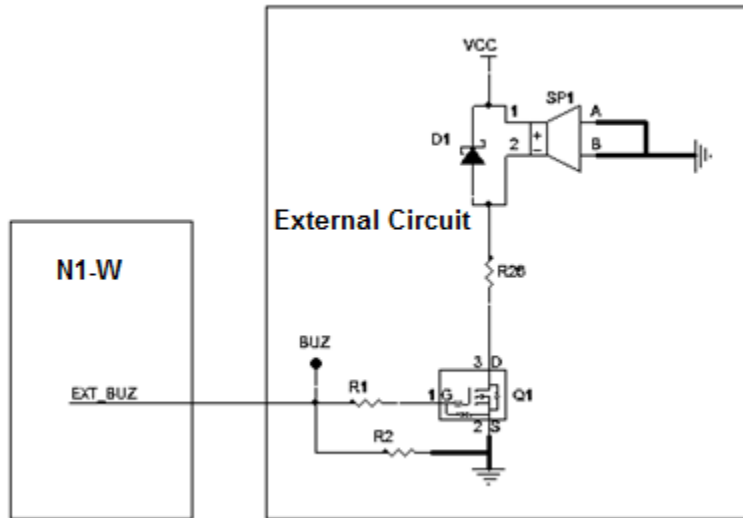 VCC
SP1
1
A
D1
2
+
-
B
External Circuit
N1-W
R26
BUZ
3 D
EXT_BUZ
R1
1 G
Q1
2 S
R2